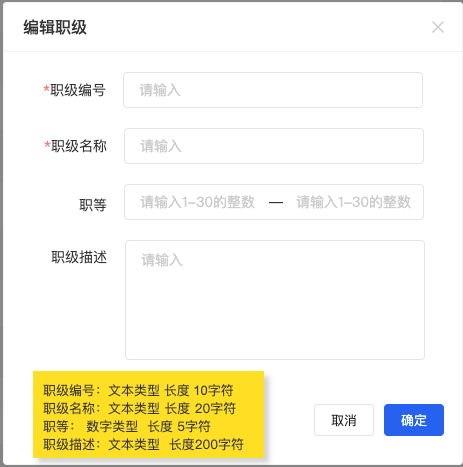 编辑职级
*职级编号 请输入
*职级名称 请输入
职等 请输入1-30的整数 — 请输入1-30的整数
职级描述 请输入
职级编号：文本类型 长度 10字符
职级名称：文本类型 长度 20字符
职等： 数字类型 长度 5字符
职级描述：文本类型 长度200字符
取消 确定